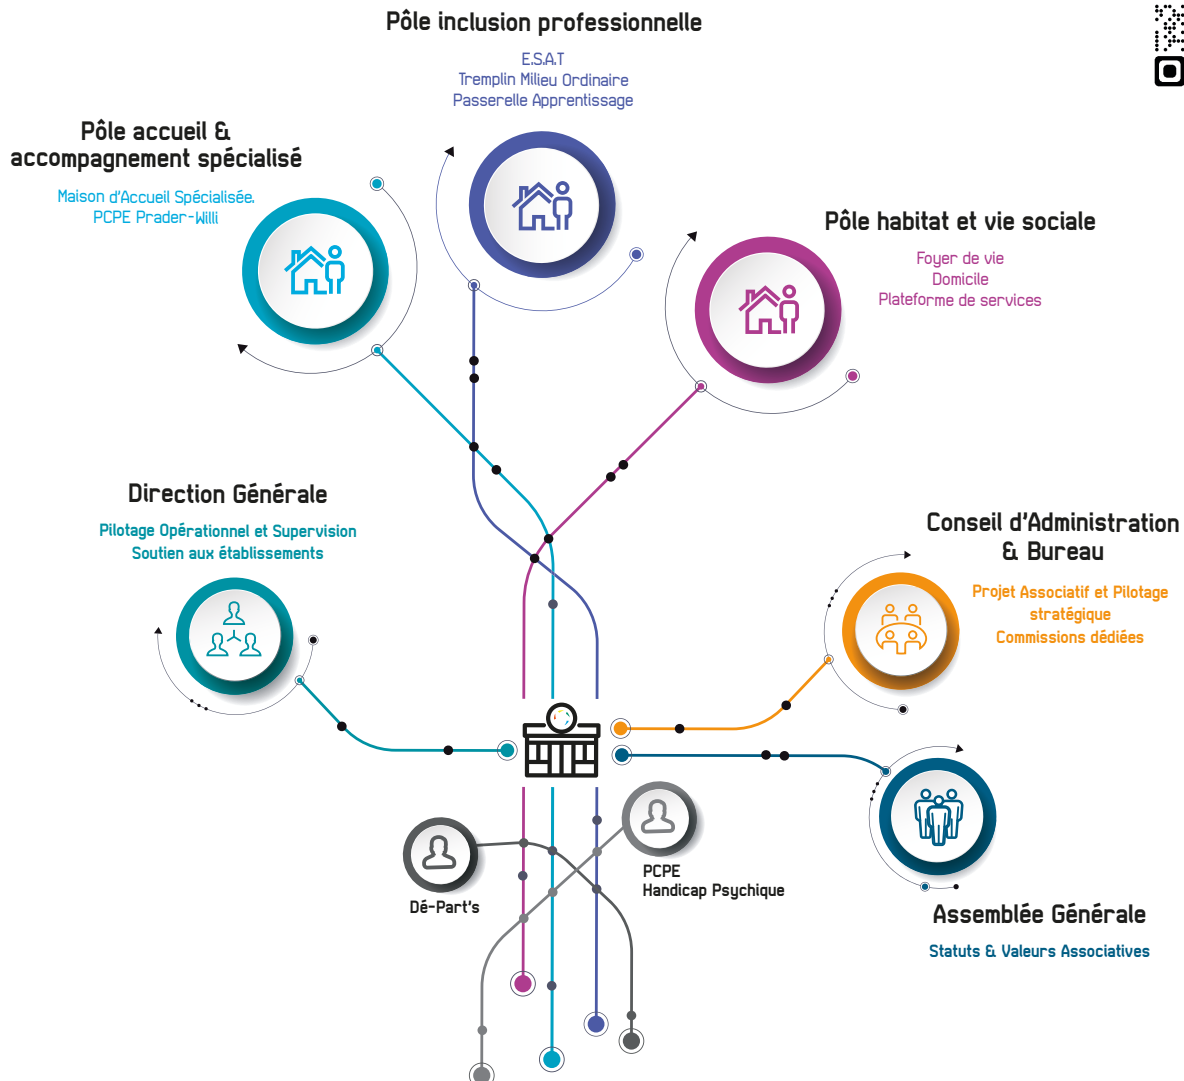 Pôle inclusion professionnelle
E.S.A.T
Tremplin Milieu Ordinaire
Passerelle Apprentissage
Pôle accueil &
accompagnement spécialisé
Maison d'Accueil Spécialisée.
PCPE Prader-Willi
Pôle habitat et vie sociale
Foyer de vie
Domicile
Plateforme de services
Direction Générale
Pilotage Opérationnel et Supervision
Soutien aux établissements
Conseil d'Administration
& Bureau
Projet Associatif et Pilotage
stratégique
Commissions dédiées
PCPE
Handicap Psychique
Dé-Part's
Assemblée Générale
Statuts & Valeurs Associatives